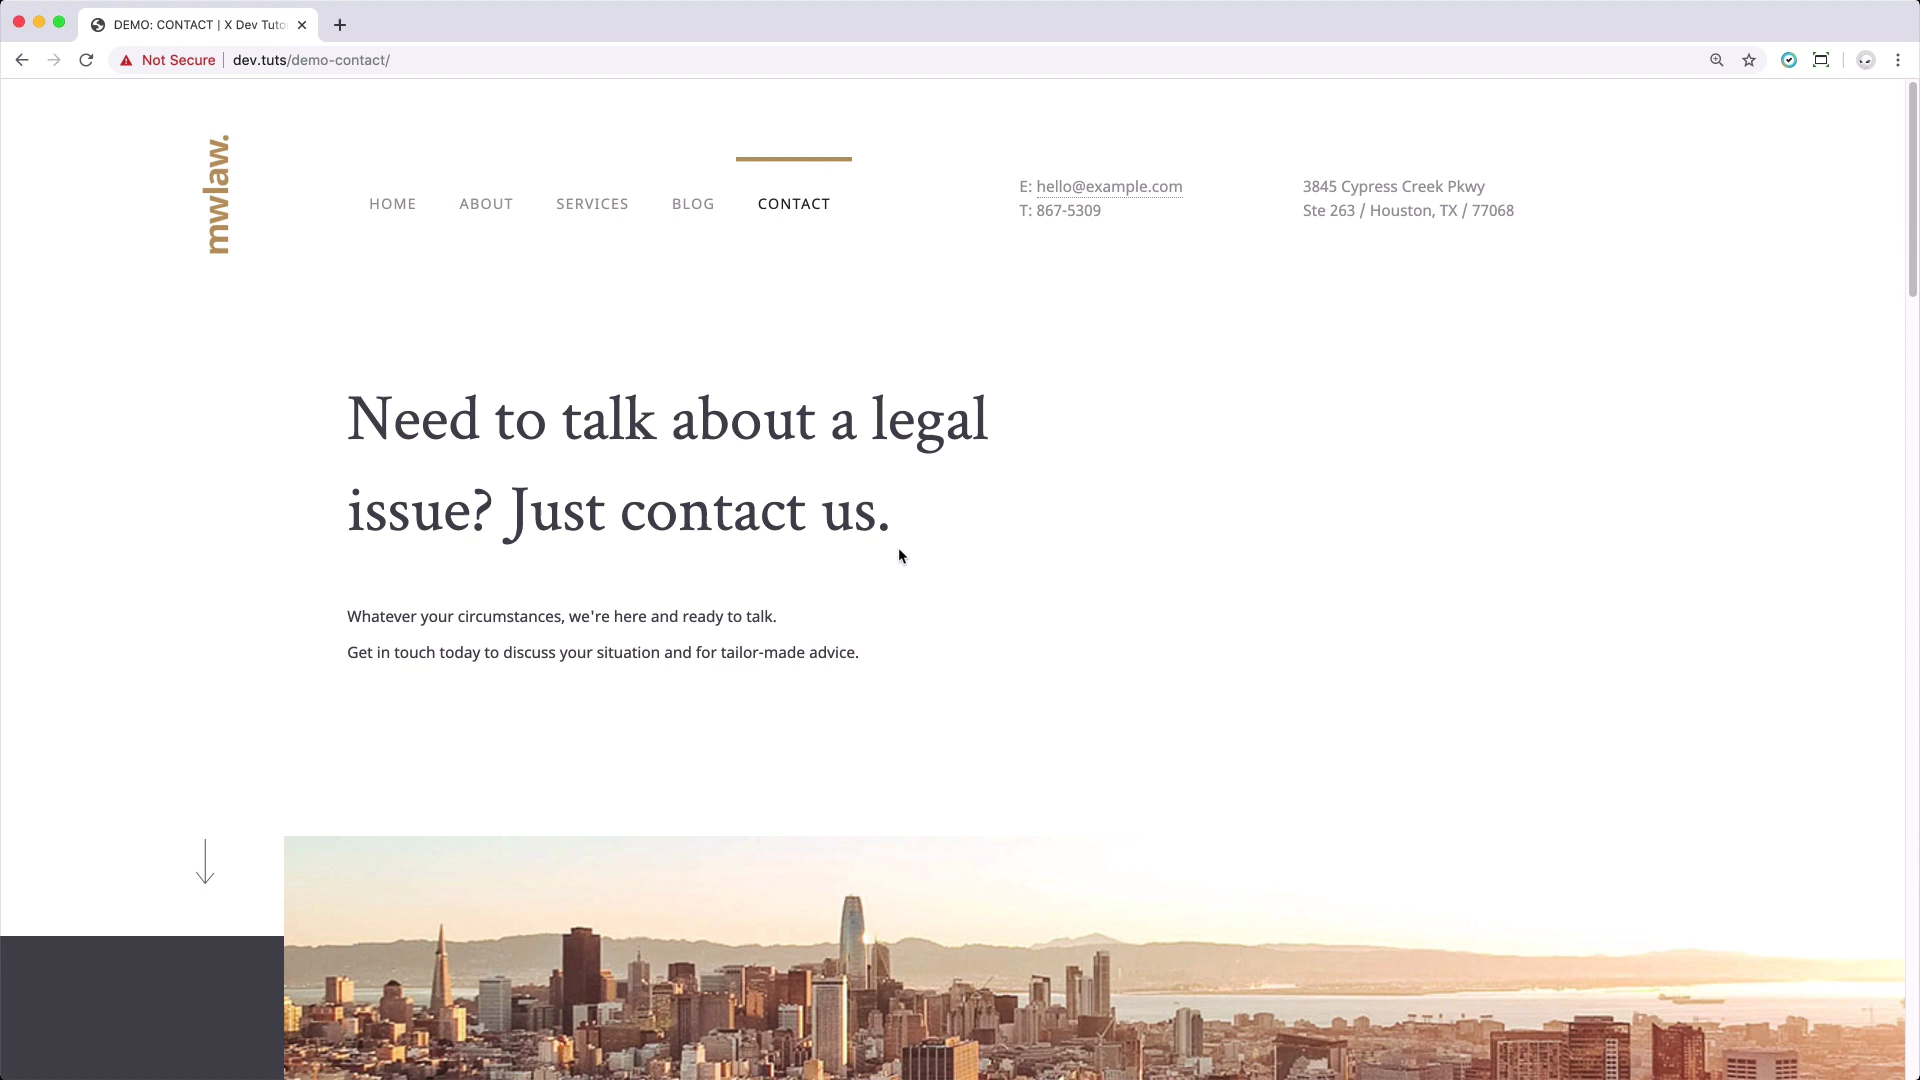 DEMO: CONTACT | X Dev Tuto
Not Secure
dev.tuts/demo-contact/
mwlaw.
HOME
ABOUT
SERVICES
BLOG
CONTACT
E: hello@example.com
T: 867-5309
3845 Cypress Creek Pkwy
Ste 263 / Houston, TX / 77068
Need to talk about a legal
issue? Just contact us.
Whatever your circumstances, we're here and ready to talk.
Get in touch today to discuss your situation and for tailor-made advice.